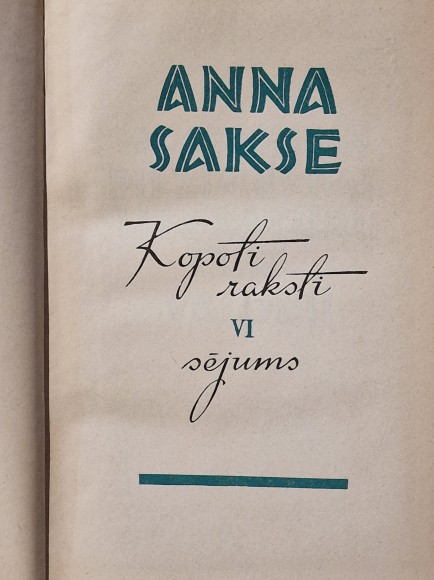 ANNA
SAKSE
Kopoti
raksti
VI
sējums